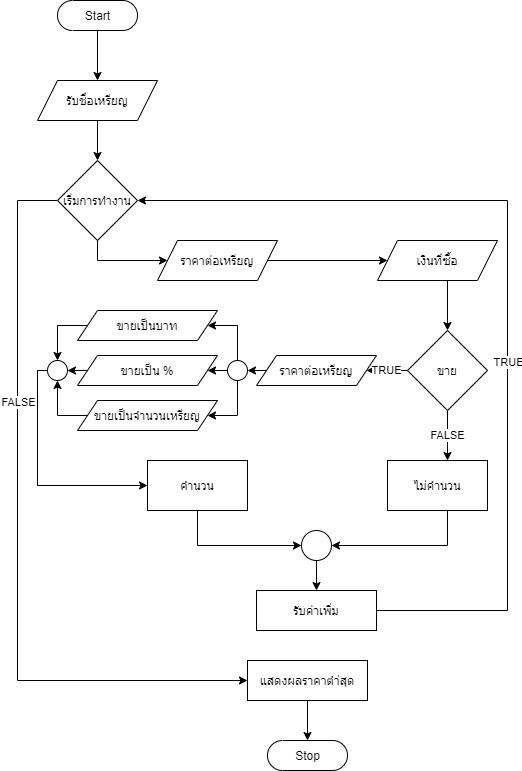 Start
รับชื่อเหรียญ
เริ่มการทำงาน
ราคาต่อเหรียญ
เงินที่ซื้อ
ขายเป็นบาท
ขายเป็น %
ราคาต่อเหรียญ
TRUE
ขาย
TRUE
FALSE
ขายเป็นจำนวนเหรียญ
FALSE
คำนวน
ไม่คำนวน
รับค่าเพิ่ม
แสดงผลราคาต่ำสุด
Stop